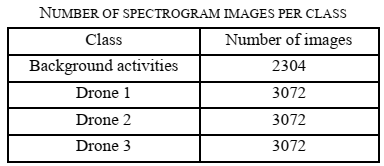 NUMBER OF SPECTROGRAM IMAGES PER CLASS
Class Number of images
Background activities 2304
Drone 1 3072
Drone 2 3072
Drone 3 3072